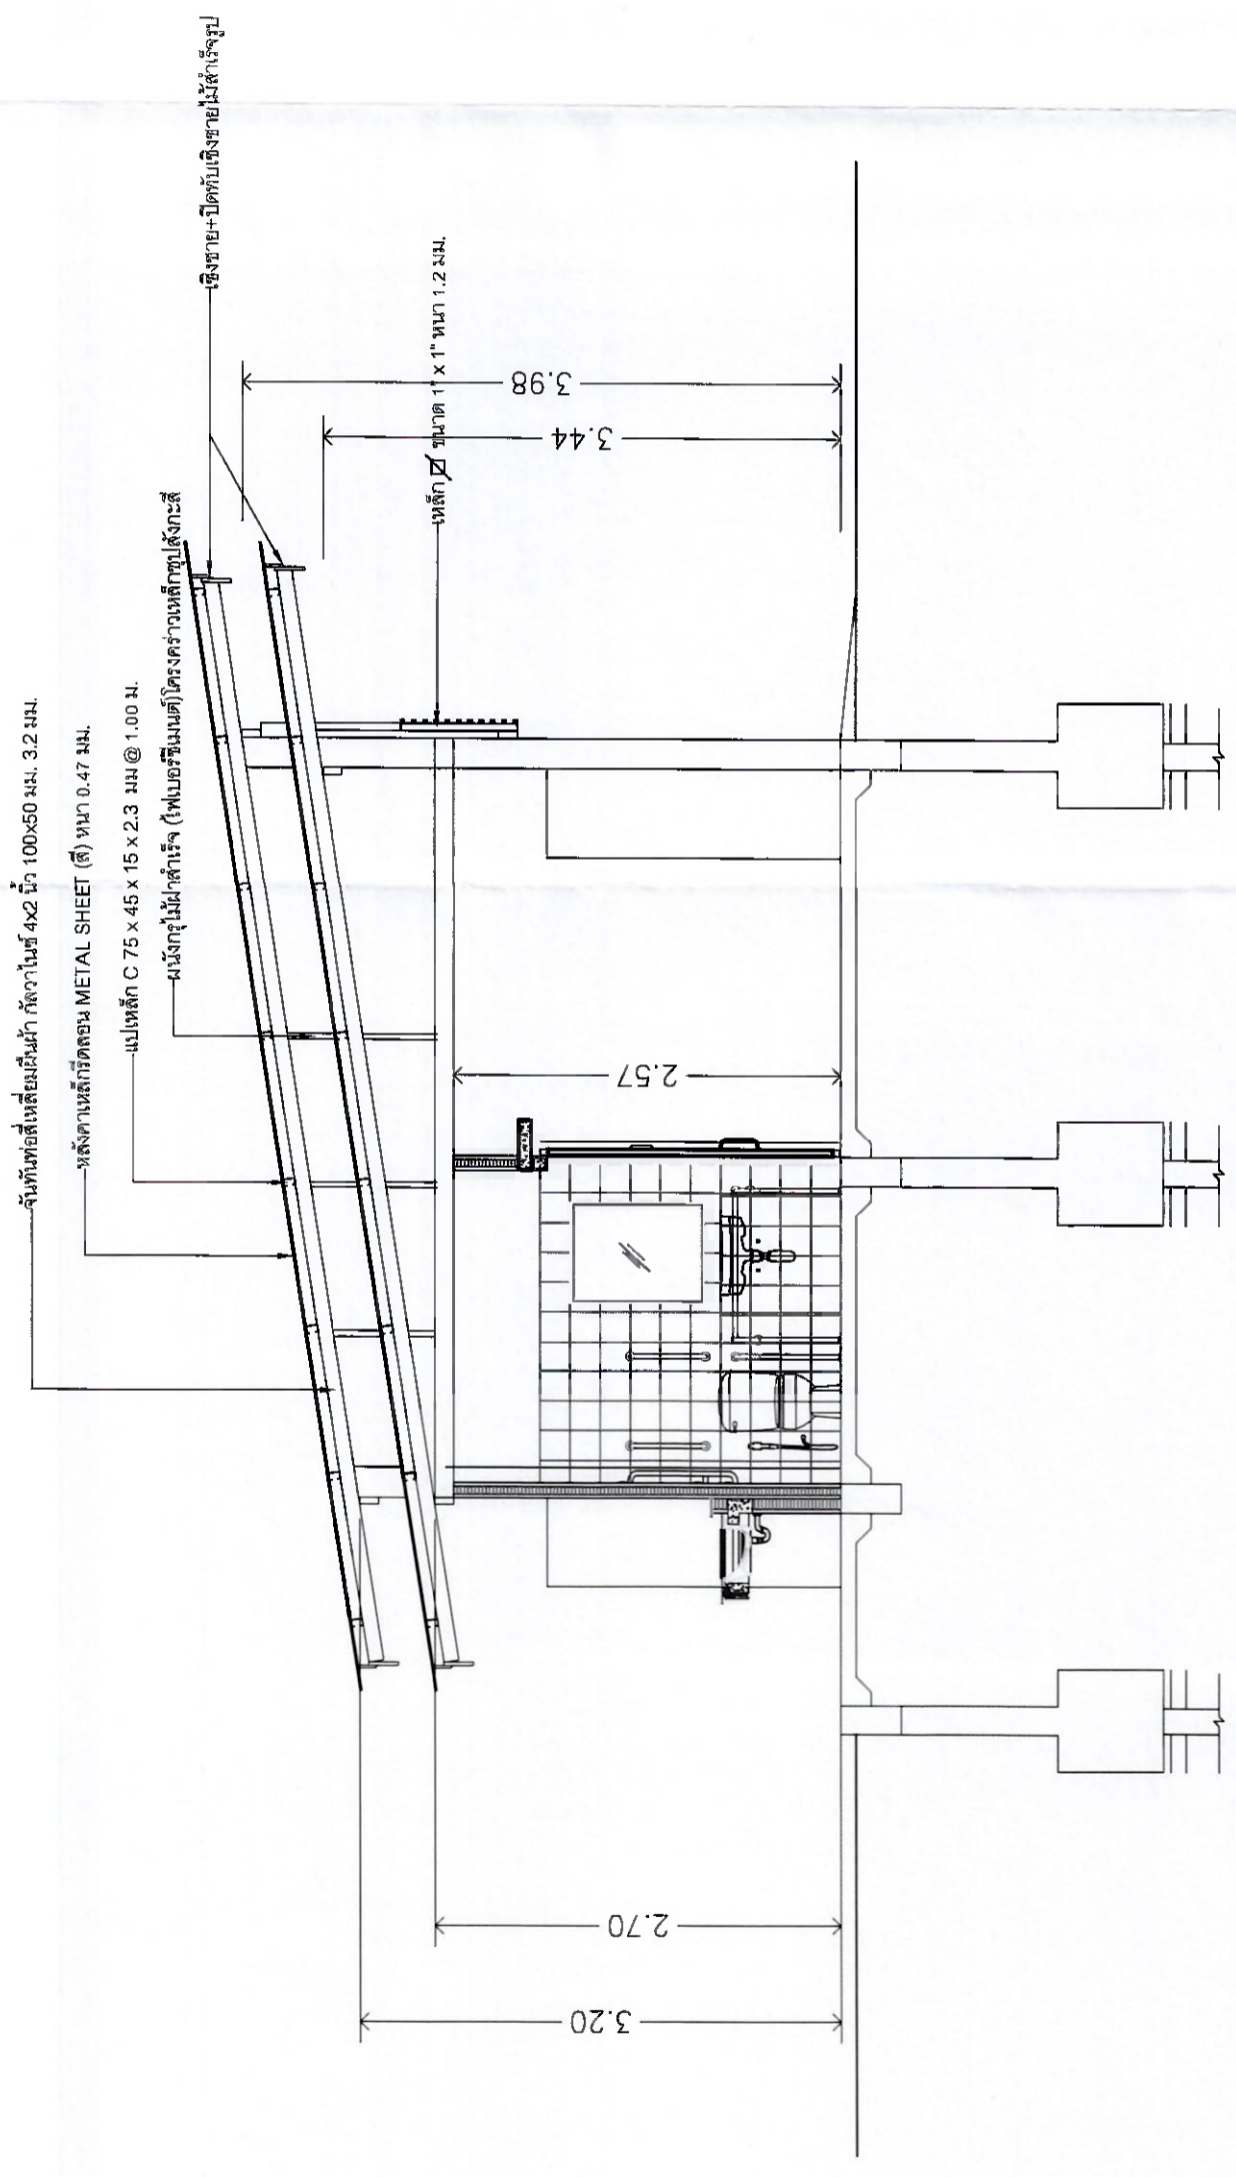 จันทันท่อสี่เหลี่ยมผืนผ้า กัลวาไนซ์ 4x2 นิ้ว 100x50 มม. 3.2 มม.
หลังคาเหล็กรีดลอน METAL SHEET (สี) หนา 0.47 มม.
แปเหล็ก C 75 x 45 x 15 x 2.3 มม @ 1.00 ม.
ผนังกรุไม้ฝาสำเร็จ (ไฟเบอร์ซีเมนต์)โครงคร่าวเหล็กชุปสังกะสี
เชิงชาย+ปิดทับเชิงชายไม้สำเร็จรูป
เหล็ก ขนาด 1" x 1" หนา 1.2 มม.
3.20
2.70
2.57
3.44
3.98